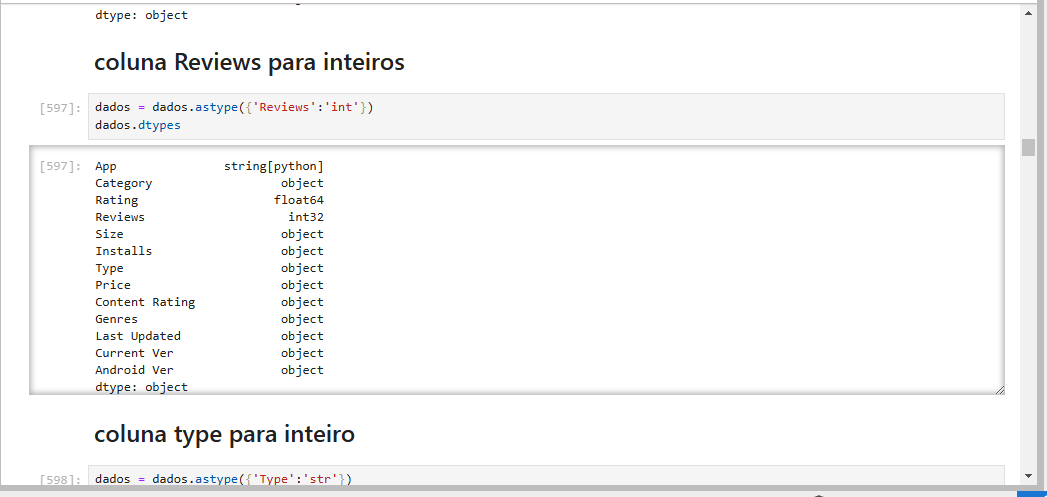 dtype: object
coluna Reviews para inteiros
[597]: dados = dados.astype({'Reviews':'int'})
dados.dtypes
[597]: App string[python]
Category object
Rating float64
Reviews int32
Size object
Installs object
Type object
Price object
Content Rating object
Genres object
Last Updated object
Current Ver object
Android Ver object
dtype: object
coluna type para inteiro
[598]: dados = dados.astype({'Type':'str'})